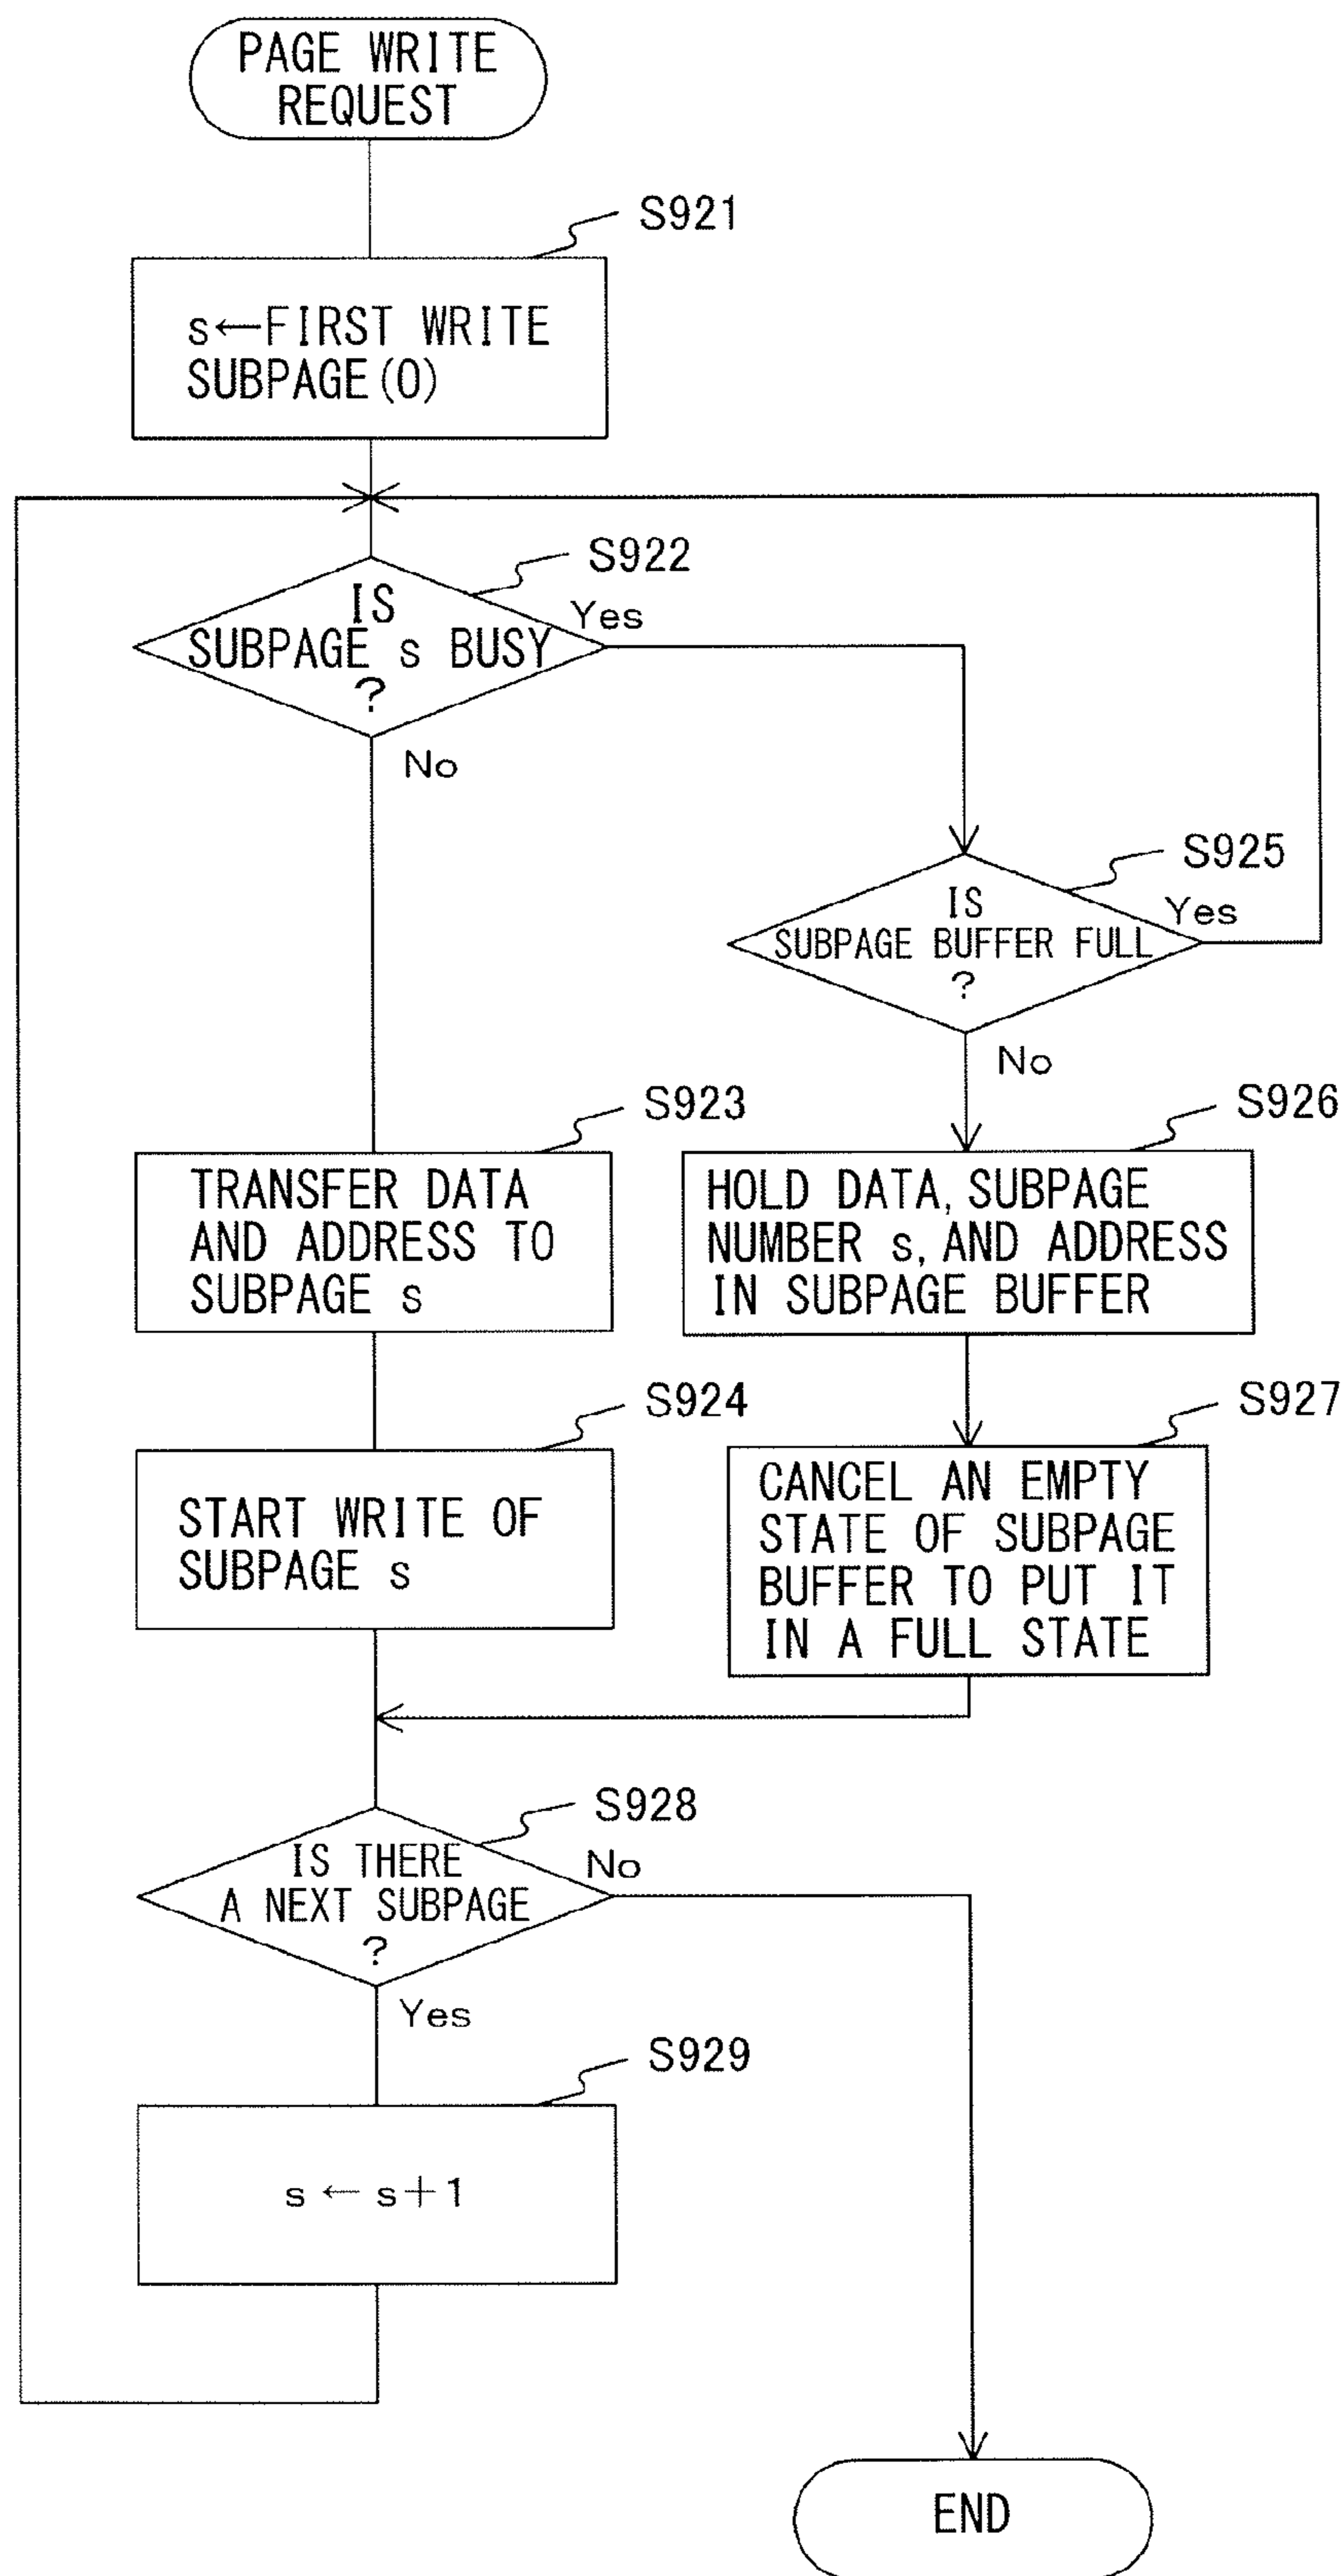 PAGE WRITE
REQUEST
S921
s←FIRST WRITE
SUBPAGE(0)
S922
IS
SUBPAGE s BUSY
?
Yes
No
S925
IS
SUBPAGE BUFFER FULL
?
Yes
No
S923
TRANSFER DATA
AND ADDRESS TO
SUBPAGE s
S926
HOLD DATA, SUBPAGE
NUMBER s, AND ADDRESS
IN SUBPAGE BUFFER
S924
START WRITE OF
SUBPAGE s
S927
CANCEL AN EMPTY
STATE OF SUBPAGE
BUFFER TO PUT IT
IN A FULL STATE
S928
IS THERE
A NEXT SUBPAGE
?
No
Yes
S929
s←s+1
END